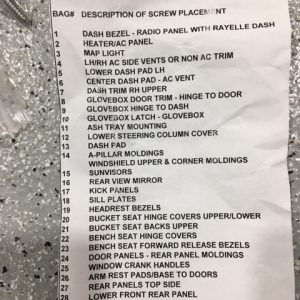 BAG# DESCRIPTION OF SCREW PLACEMENT
1 DASH BEZEL - RADIO PANEL WITH RAYELLE DASH
2 HEATER/AC PANEL
3 MAP LIGHT
4 LH/RH AC SIDE VENTS OR NON AC TRIM
5 LOWER DASH PAD LH
6 CENTER DASH PAD - AC VENT
7 DASH TRIM RH UPPER
8 GLOVEBOX DOOR TRIM - HINGE TO DOOR
9 GLOVEBOX HINGE TO DASH
10 GLOVEBOX LATCH - GLOVEBOX
11 ASH TRAY MOUNTING
12 LOWER STEERING COLUMN COVER
13 DASH PAD
14 A-PILLAR MOLDINGS
WINDSHIELD UPPER & CORNER MOLDINGS
15 SUNVISORS
16 REAR VIEW MIRROR
17 KICK PANELS
18 SILL PLATES
19 HEADREST BEZELS
20 BUCKET SEAT HINGE COVERS UPPER/LOWER
21 BUCKET SEAT BACKS UPPER
22 BENCH SEAT HINGE COVERS
23 BENCH SEAT FORWARD RELEASE BEZELS
24 DOOR PANELS - REAR PANEL MOLDINGS
25 WINDOW CRANK HANDLES
26 ARM REST PADS/BASE TO DOORS
27 REAR PANELS TOP SIDE
28 LOWER FRONT REAR PANEL